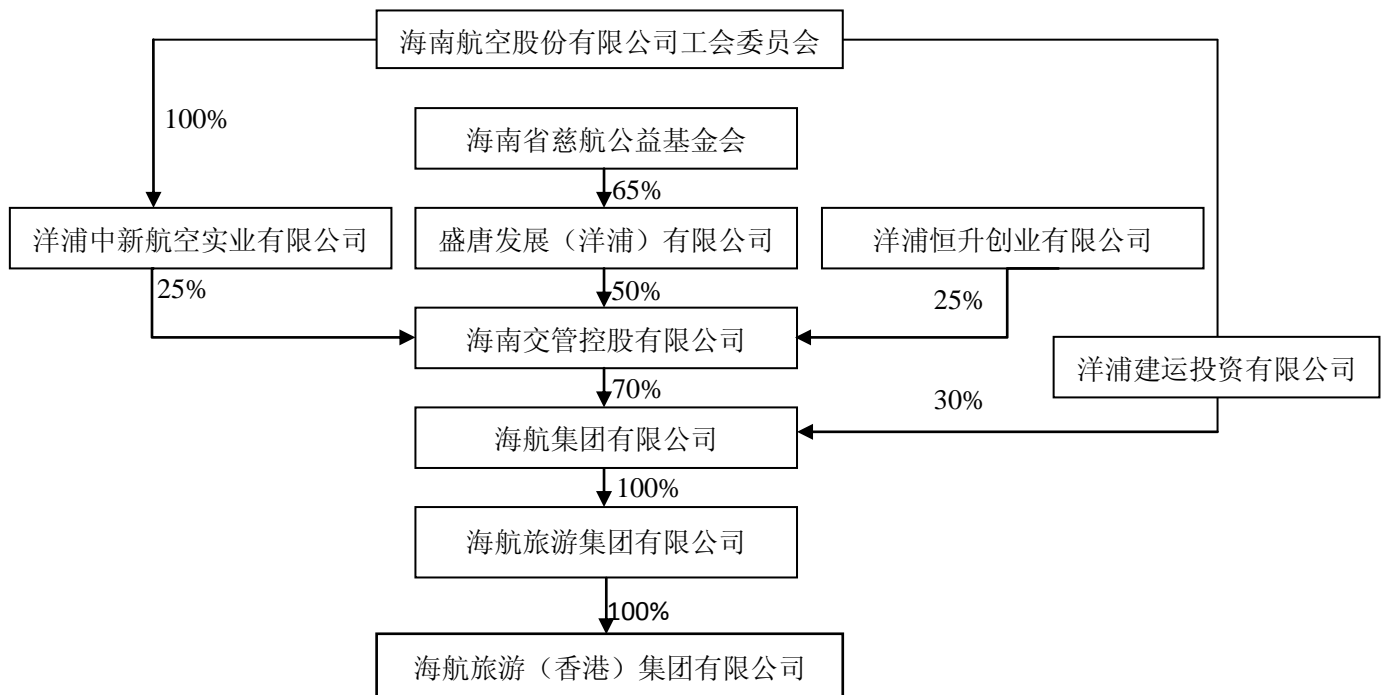 海南航空股份有限公司工会委员会
100%
海南省慈航公益基金会
65%
洋浦中新航空实业有限公司
盛唐发展（洋浦）有限公司
洋浦恒升创业有限公司
25%
50%
25%
海南交管控股有限公司
洋浦建运投资有限公司
70%
30%
海航集团有限公司
100%
海航旅游集团有限公司
100%
海航旅游（香港）集团有限公司